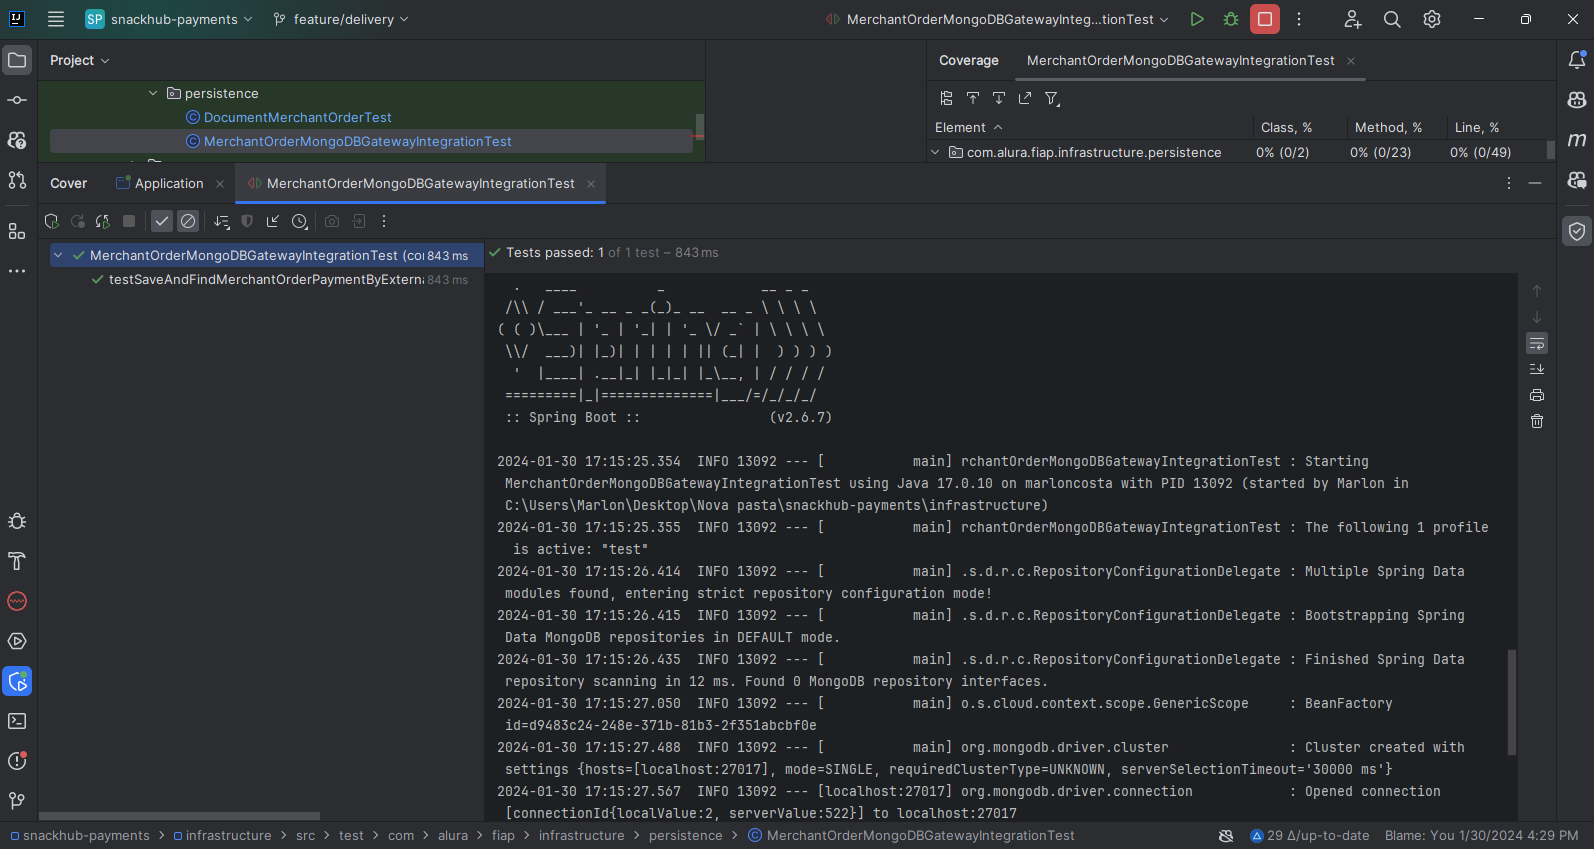 SP snackhub-payments feature/delivery MerchantOrderMongoDBGatewayInteg...tionTest
Project
persistence
DocumentMerchantOrderTest
MerchantOrderMongoDBGatewayIntegrationTest
Coverage MerchantOrderMongoDBGatewayIntegrationTest
Element Class, % Method, % Line, %
com.alura.fiap.infrastructure.persistence 0% (0/2) 0% (0/23) 0% (0/49)
Cover Application MerchantOrderMongoDBGatewayIntegrationTest
MerchantOrderMongoDBGatewayIntegrationTest (co 843 ms
testSaveAndFindMerchantOrderPaymentByExtern 843 ms
Tests passed: 1 of 1 test – 843 ms
  .   ____          _            __ _ _
 /\\ / ___'_ __ _ _(_)_ __  __ _ \ \ \ \
( ( )\___ | '_ | '_| | '_ \/ _` | \ \ \ \
 \\/  ___)| |_)| | | | | || (_| |  ) ) ) )
  '  |____| .__|_| |_|_| |_\__, | / / / /
 =========|_|==============|___/=/_/_/_/
 :: Spring Boot ::                (v2.6.7)
2024-01-30 17:15:25.354  INFO 13092 --- [           main] rchantOrderMongoDBGatewayIntegrationTest : Starting
MerchantOrderMongoDBGatewayIntegrationTest using Java 17.0.10 on marloncosta with PID 13092 (started by Marlon in
C:\Users\Marlon\Desktop\Nova pasta\snackhub-payments\infrastructure)
2024-01-30 17:15:25.355  INFO 13092 --- [           main] rchantOrderMongoDBGatewayIntegrationTest : The following 1 profile
is active: "test"
2024-01-30 17:15:26.414  INFO 13092 --- [           main] .s.d.r.c.RepositoryConfigurationDelegate : Multiple Spring Data
modules found, entering strict repository configuration mode!
2024-01-30 17:15:26.415  INFO 13092 --- [           main] .s.d.r.c.RepositoryConfigurationDelegate : Bootstrapping Spring
Data MongoDB repositories in DEFAULT mode.
2024-01-30 17:15:26.435  INFO 13092 --- [           main] .s.d.r.c.RepositoryConfigurationDelegate : Finished Spring Data
repository scanning in 12 ms. Found 0 MongoDB repository interfaces.
2024-01-30 17:15:27.050  INFO 13092 --- [           main] o.s.cloud.context.scope.GenericScope     : BeanFactory
id=d9483c24-248e-371b-81b3-2f351abcbf0e
2024-01-30 17:15:27.488  INFO 13092 --- [           main] org.mongodb.driver.cluster               : Cluster created with
settings {hosts=[localhost:27017], mode=SINGLE, requiredClusterType=UNKNOWN, serverSelectionTimeout='30000 ms'}
2024-01-30 17:15:27.567  INFO 13092 --- [localhost:27017] org.mongodb.driver.connection            : Opened connection
[connectionId{localValue:2, serverValue:522}] to localhost:27017
snackhub-payments infrastructure src test com alura fiap infrastructure persistence MerchantOrderMongoDBGatewayIntegrationTest 29 Δ/up-to-date Blame: You 1/30/2024 4:29 PM